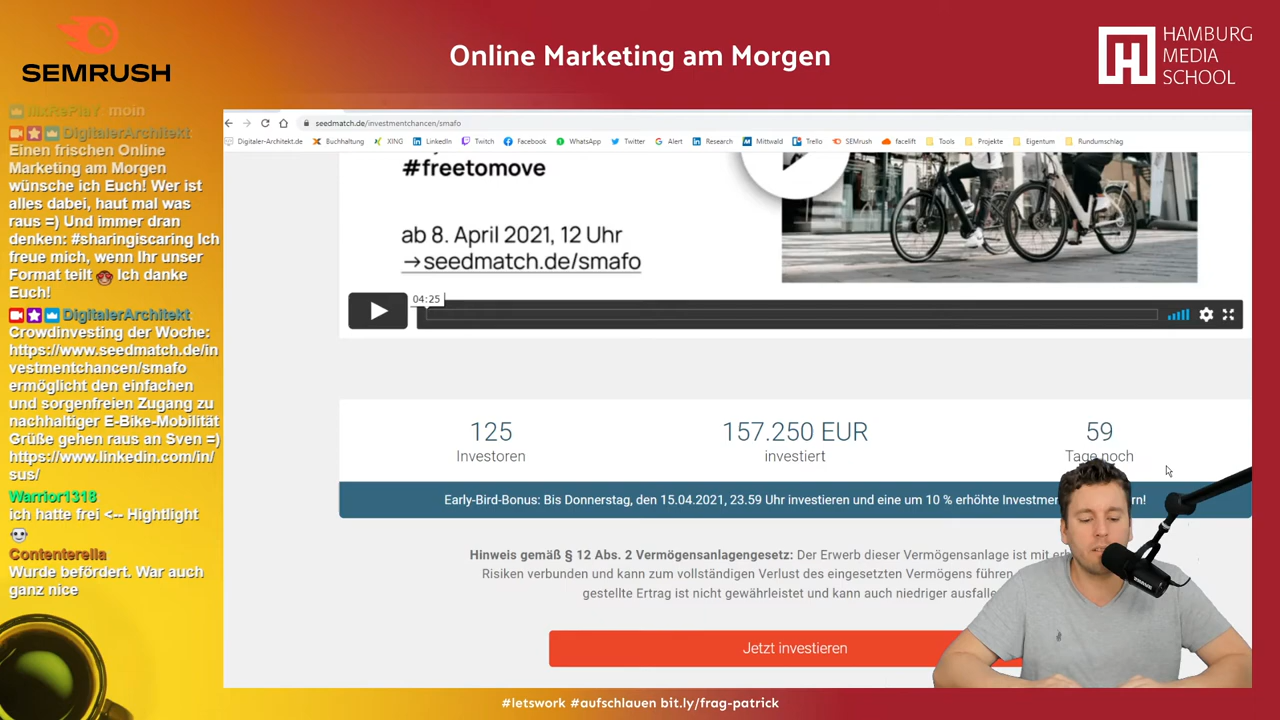 SEMRUSH
Online Marketing am Morgen
HAMBURG
MEDIA
SCHOOL
MxRePlaY moin
DigitalerArchitekt
Einen frischen Online
Marketing am Morgen
wünsche ich Euch! Wer ist
alles dabei, haut mal was
raus =) Und immer dran
denken: #sharingiscaring Ich
freue mich, wenn Ihr unser
Format teilt Ich danke
Euch!
DigitalerArchitekt
Crowdinvesting der Woche:
https://www.seedmatch.de/in
vestmentchancen/smafo
ermöglicht den einfachen
und sorgenfreien Zugang zu
nachhaltiger E-Bike-Mobilität
Grüße gehen raus an Sven =)
https://www.linkedin.com/in/
sus/
Warrior1318
ich hatte frei <-- Hightlight
Contenterella
Wurde befördert. War auch
ganz nice
seedmatch.de/investmentchancen/smafo
Digitaler-Architekt.de Buchhaltung XING LinkedIn Twitch Facebook WhatsApp Twitter Alert Research Mittwald Trello SEMrush facelift Tools Projekte Eigentum Rundumschlag
#freetomove
ab 8. April 2021, 12 Uhr
→seedmatch.de/smafo
04:25
125 157.250 EUR 59
Investoren investiert Tage noch
Early-Bird-Bonus: Bis Donnerstag, den 15.04.2021, 23.59 Uhr investieren und eine um 10 % erhöhte
Hinweis gemäß § 12 Abs. 2 Vermögensanlagengesetz: Der Erwerb dieser Vermögensanlage ist mit
Risiken verbunden und kann zum vollständigen Verlust des eingesetzten Vermögens führen
gestellte Ertrag ist nicht gewährleistet und kann auch niedriger
Jetzt investieren
#letswork #aufschlauen bit.ly/frag-patrick